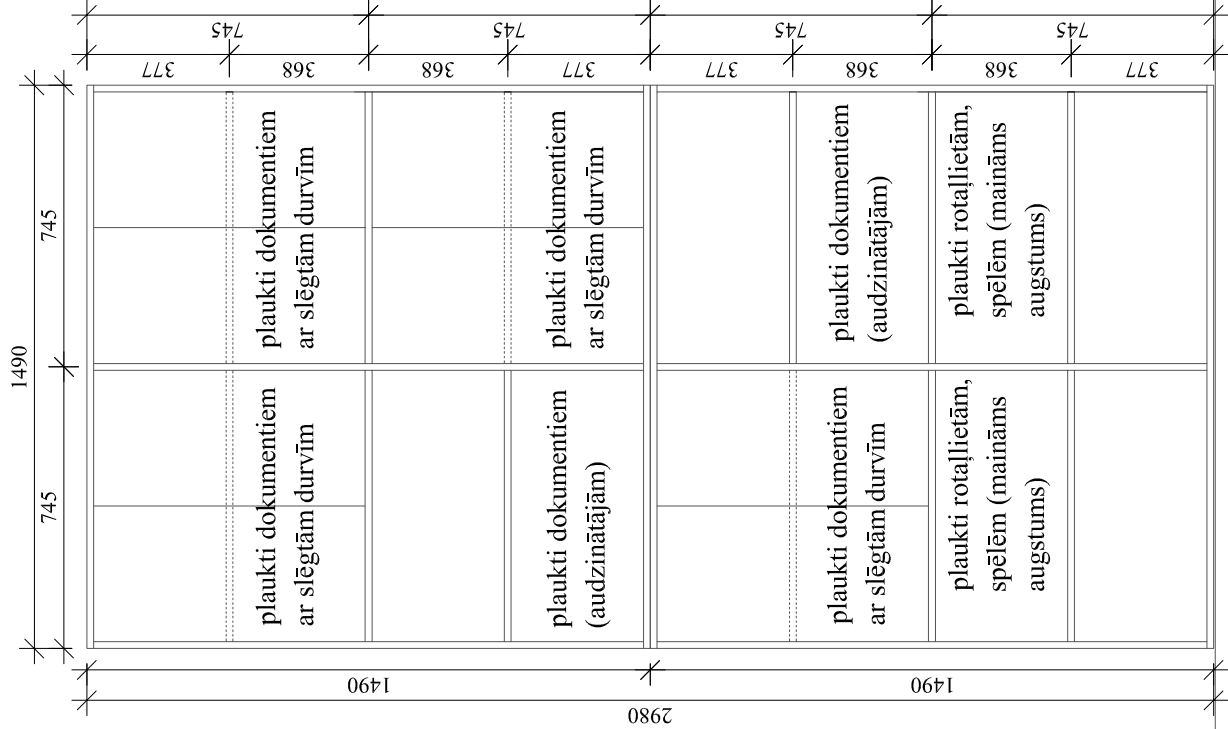 745
745
745
745
377
368
368
377
377
368
368
377
1490
745
745
plaukti dokumentiem
ar slēgtām durvīm
plaukti dokumentiem
ar slēgtām durvīm
plaukti dokumentiem
(audzinātājām)
plaukti rotaļlietām,
spēlēm (maināms
augstums)
plaukti dokumentiem
ar slēgtām durvīm
plaukti dokumentiem
(audzinātājām)
plaukti dokumentiem
ar slēgtām durvīm
plaukti rotaļlietām,
spēlēm (maināms
augstums)
1490
1490
2980